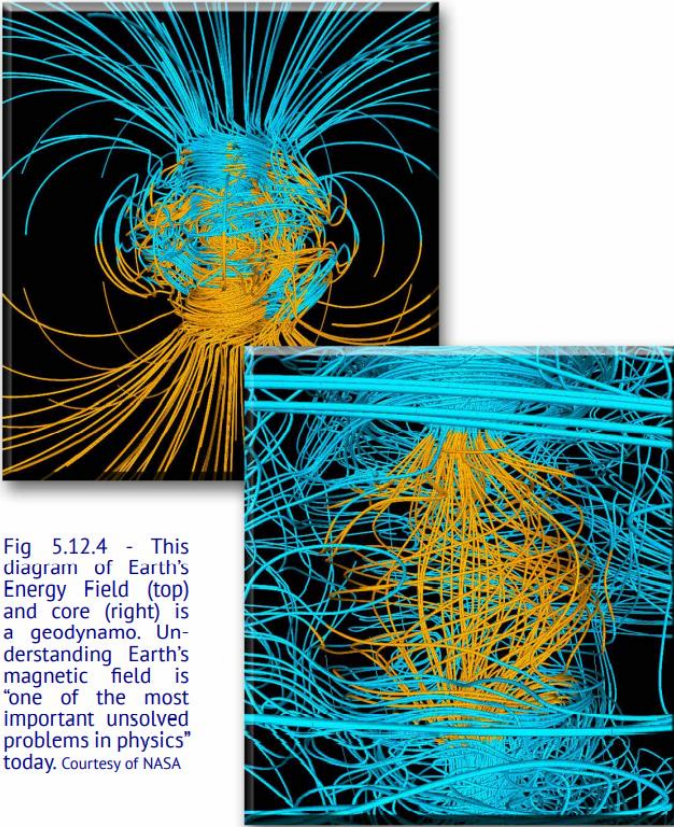 Fig 5.12.4 - This
diagram of Earth's
Energy Field (top)
and core (right) is
a geodynamo. Un-
derstanding Earth's
magnetic field is
"one of the most
important unsolved
problems in physics"
today. Courtesy of NASA